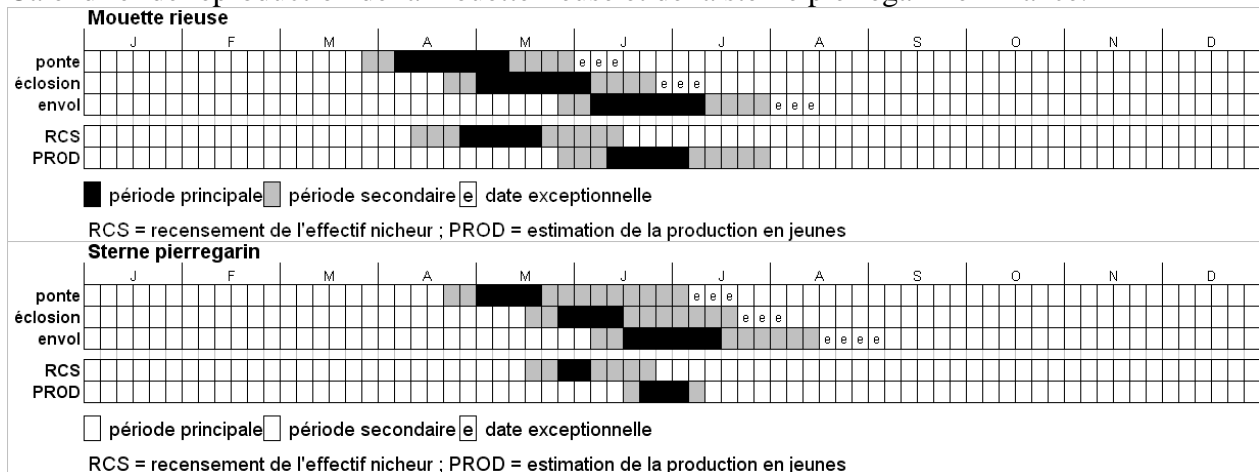 Mouette rieuse
J F M A M J J A S O N D
ponte e e e
éclosion e e e
envol e e e
RCS
PROD
période principale période secondaire e date exceptionnelle
RCS = recensement de l'effectif nicheur ; PROD = estimation de la production en jeunes
Sterne pierregarin
J F M A M J J A S O N D
ponte e e e
éclosion e e e
envol e e e e
RCS
PROD
période principale période secondaire e date exceptionnelle
RCS = recensement de l'effectif nicheur ; PROD = estimation de la production en jeunes